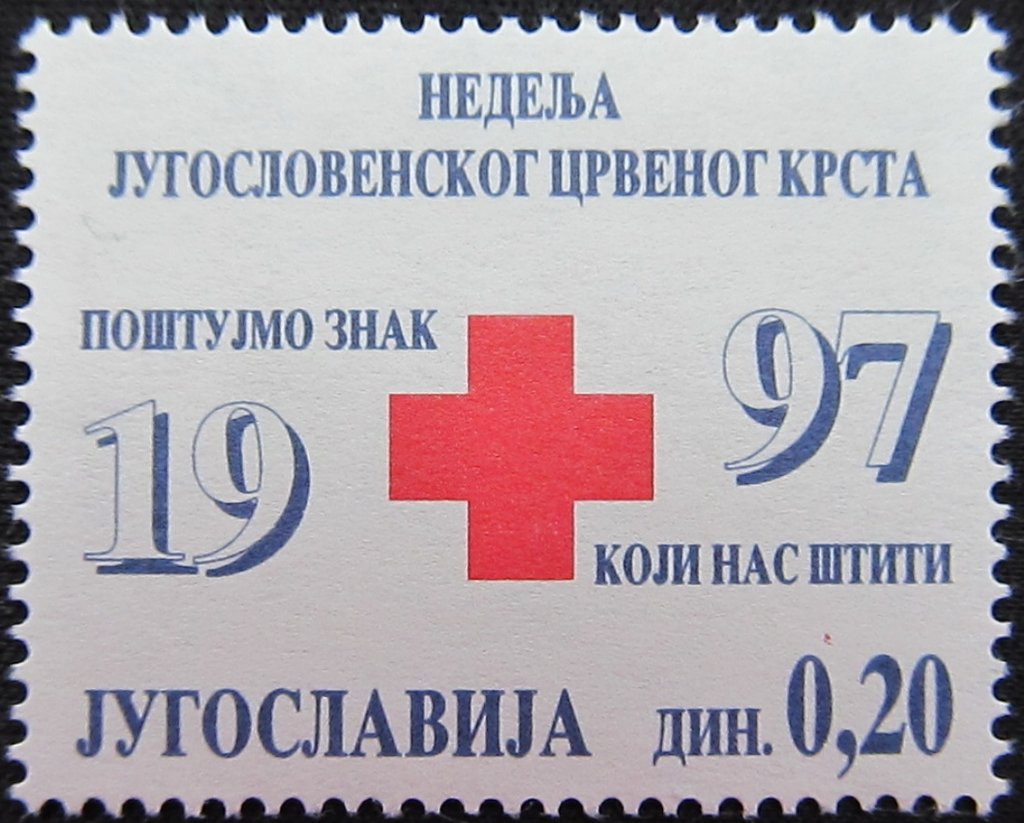 НЕДЕЉА
ЈУГОСЛОВЕНСКОГ ЦРВЕНОГ КРСТА
ПОШТУЈМО ЗНАК
19
97
КОЈИ НАС ШТИТИ
ЈУГОСЛАВИЈА ДИН. 0,20